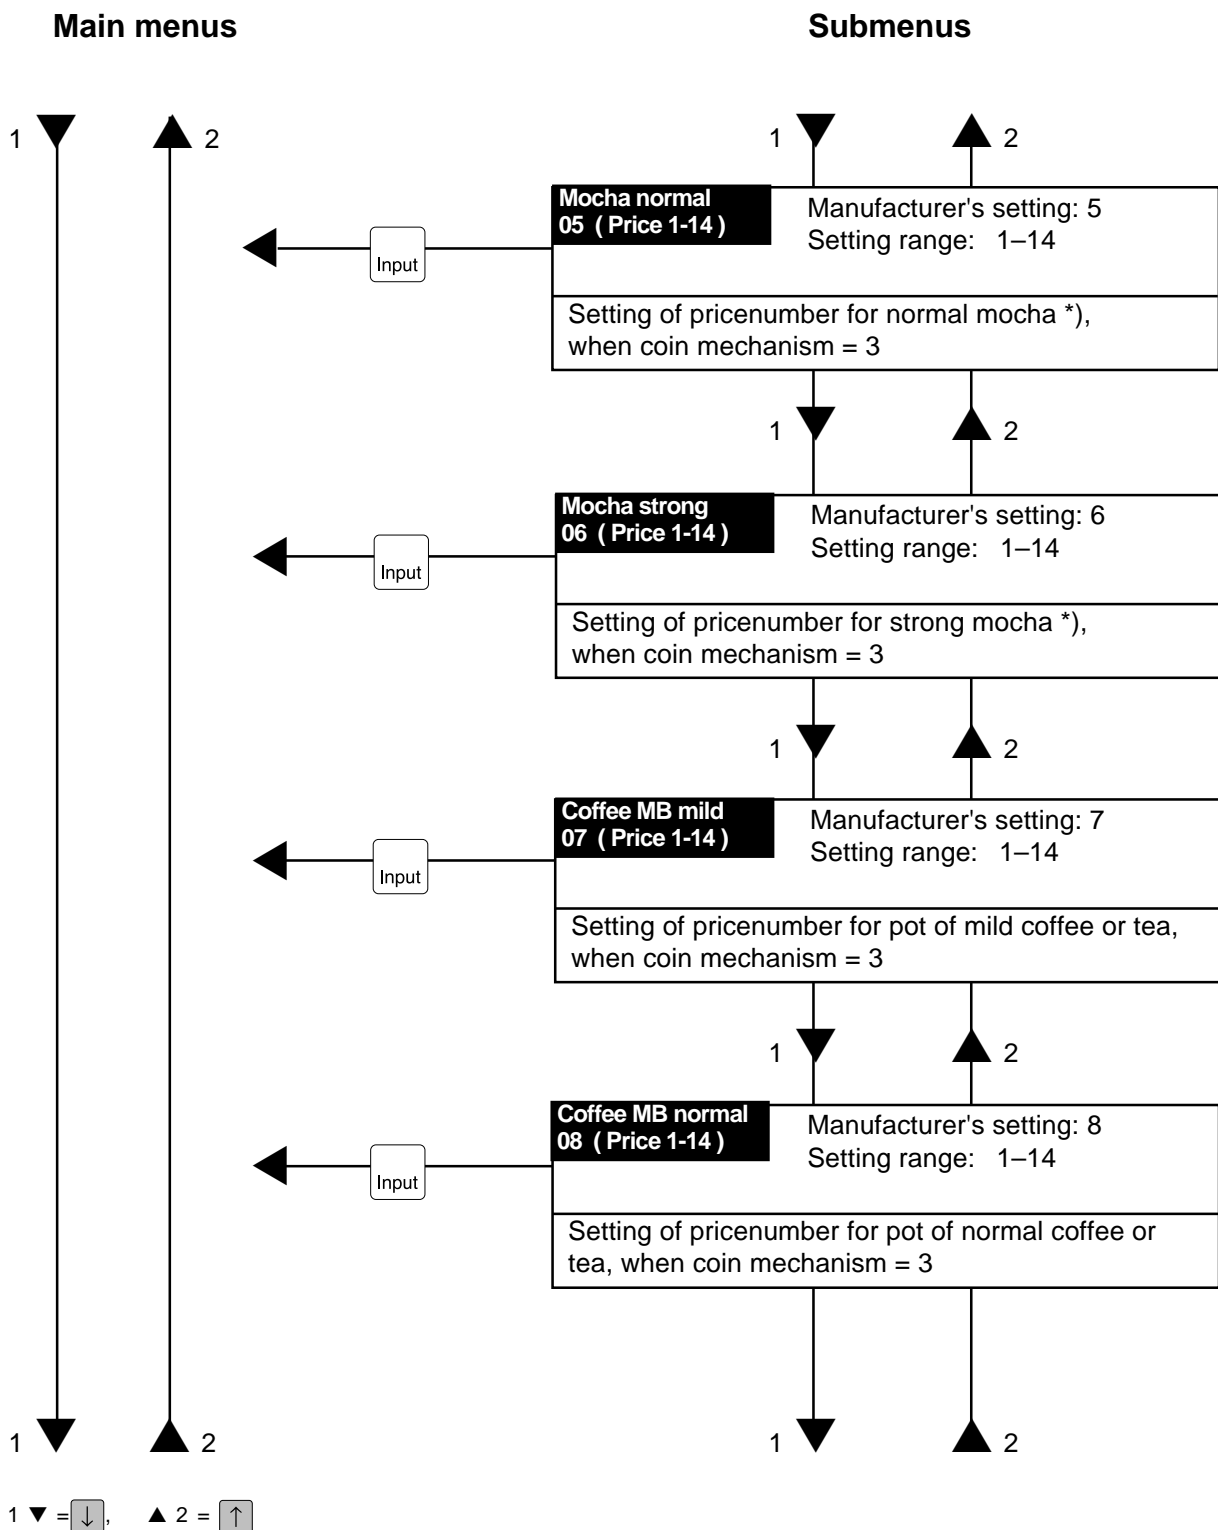 Main menus
Submenus
1 2
1 2
Mocha normal
05 ( Price 1-14 )
Manufacturer's setting: 5
Setting range: 1–14
Input
Setting of pricenumber for normal mocha *),
when coin mechanism = 3
1 2
Mocha strong
06 ( Price 1-14 )
Manufacturer's setting: 6
Setting range: 1–14
Input
Setting of pricenumber for strong mocha *),
when coin mechanism = 3
1 2
Coffee MB mild
07 ( Price 1-14 )
Manufacturer's setting: 7
Setting range: 1–14
Input
Setting of pricenumber for pot of mild coffee or tea,
when coin mechanism = 3
1 2
Coffee MB normal
08 ( Price 1-14 )
Manufacturer's setting: 8
Setting range: 1–14
Input
Setting of pricenumber for pot of normal coffee or
tea, when coin mechanism = 3
1 2
1 2
1 ▼ = ↓, ▲ 2 = ↑